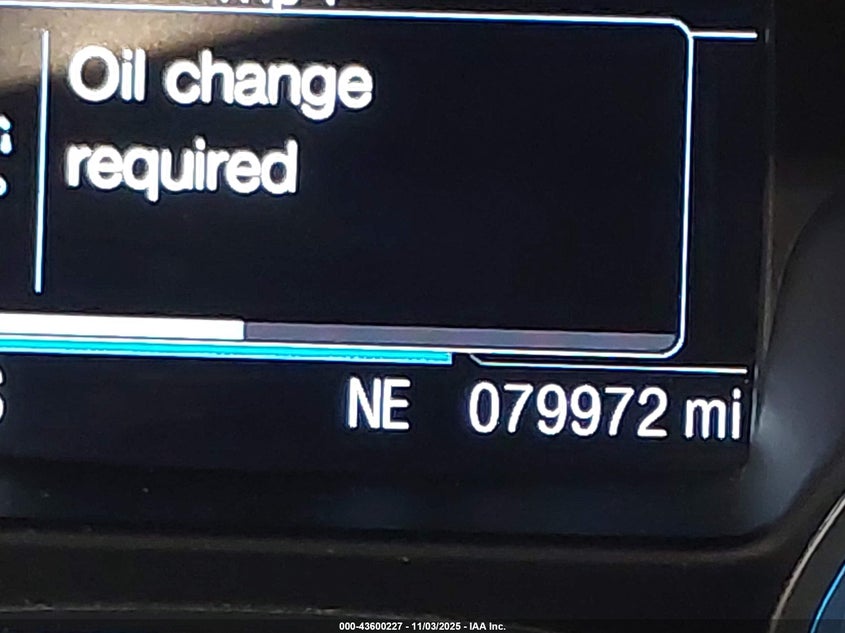 Oil change
required
NE 079972 mi
000-43600227 - 11/03/2025 - IAA Inc.